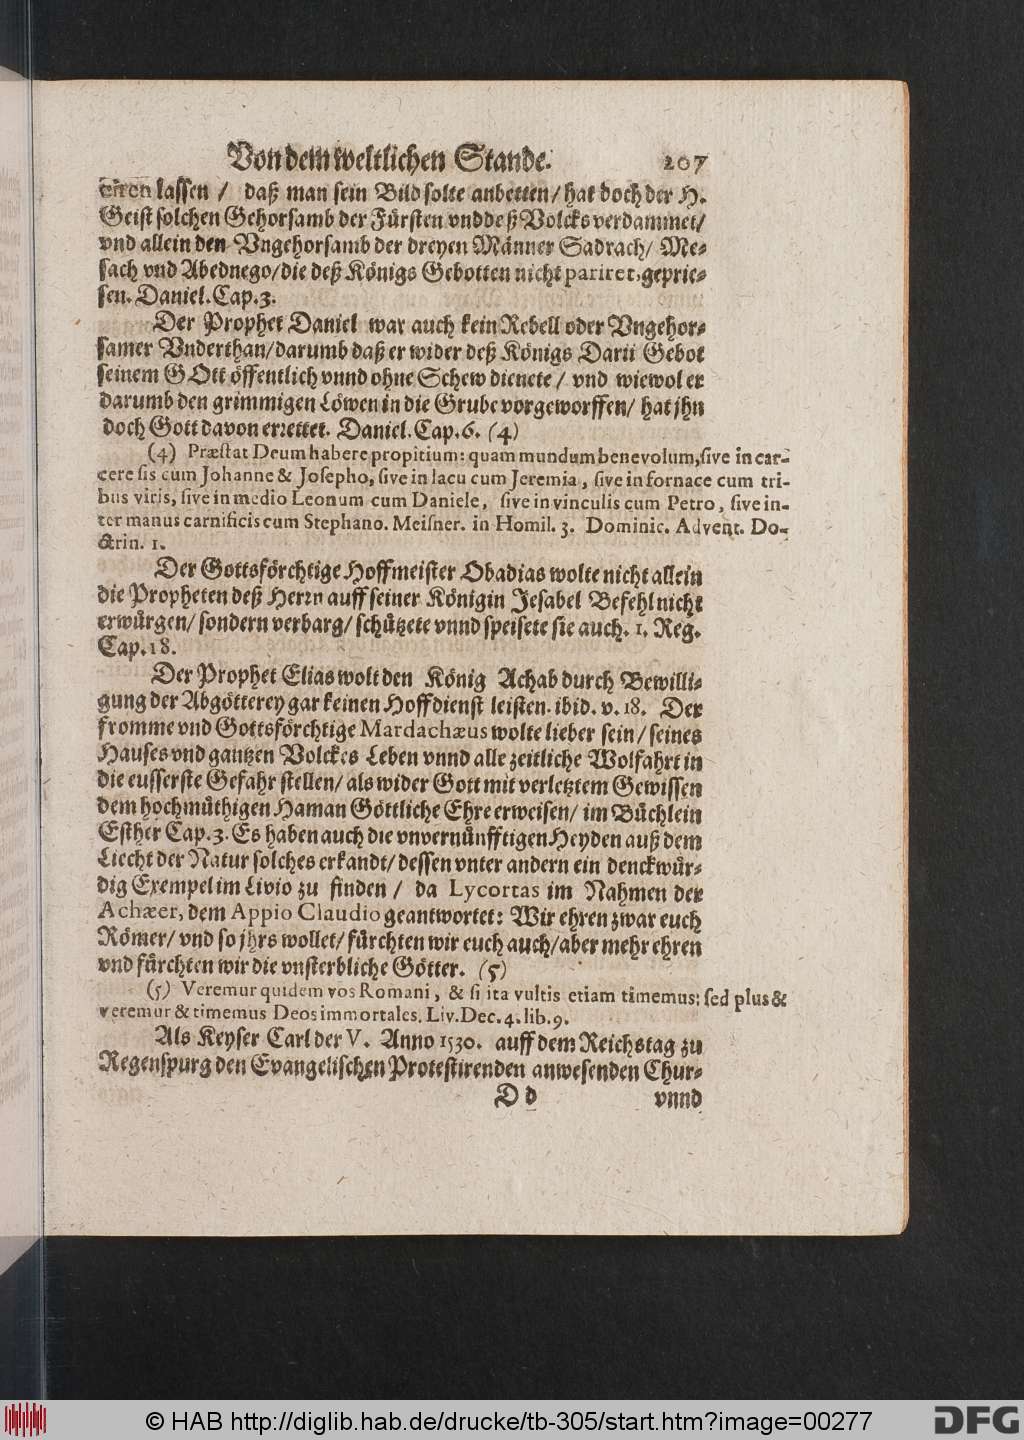 Von dem weltlichen Stande. 207
ciren lassen / daß man sein Bild solte anbetten / hat doch der H.
Geist solchen Gehorsamb der Fürsten vnd deß Volcks verdammet /
vnd allein den Vngehorsamb der dreyen Männer Sadrach / Me-
sach vnd Abednego / die deß Königs Gebotten nicht pariret, geprie-
sen. Daniel. Cap. 3.
Der Prophet Daniel war auch kein Rebell oder Vngehor-
samer Vnderthan / darumb daß er wider deß Königs Darii Gebot
seinem GOtt öffentlich vnnd ohne Schew dienete / vnd wiewol er
darumb den grimmigen Löwen in die Grube vorgeworffen / hat jhn
doch Gott davon errettet. Daniel. Cap. 6. (4)
(4) Præstat Deum habere propitium: quam mundum benevolum, sive in car-
cere sis cum Johanne & Josepho, sive in lacu cum Jeremia, sive in fornace cum tri-
bus viris, sive in medio Leonum cum Daniele, sive in vinculis cum Petro, sive in-
ter manus carnificis cum Stephano. Meisner. in Homil. 3. Dominic. Advent. Do-
ctrin. 1.
Der Gottsförchtige Hoffmeister Obadias wolte nicht allein
die Propheten deß Herrn auff seiner Königin Jesabel Befehl nicht
erwürgen / sondern verbarg / schützete vnnd speisete sie auch. 1. Reg.
Cap. 18.
Der Prophet Elias wolt den König Achab durch Bewilli-
gung der Abgötterey gar keinen Hoffdienst leisten. ibid. v. 18. Der
fromme vnd Gottsförchtige Mardachæus wolte lieber sein / seines
Hauses vnd gantzen Volckes Leben vnnd alle zeitliche Wolfahrt in
die eusserste Gefahr stellen / als wider Gott mit verletztem Gewissen
dem hochmüthigen Haman Göttliche Ehre erweisen / im Büchlein
Esther Cap. 3. Es haben auch die vnvernünfftigen Heyden auß dem
Liecht der Natur solches erkandt / dessen vnter andern ein denckwür-
dig Exempel im Livio zu finden / da Lycortas im Nahmen der
Achæer, dem Appio Claudio geantwortet: Wir ehren zwar euch
Römer / vnd so jhrs wollet / fürchten wir euch auch / aber mehr ehren
vnd fürchten wir die vnsterbliche Götter. (5)
(5) Veremur quidem vos Romani, & si ita vultis etiam timemus: sed plus &
veremur & timemus Deos immortales. Liv. Dec. 4. lib. 9.
Als Keyser Carl der V. Anno 1530. auff dem Reichstag zu
Regenspurg den Evangelischen Protestirenden anwesenden Chur-
D d vnnd
© HAB http://diglib.hab.de/drucke/tb-305/start.htm?image=00277
DFG